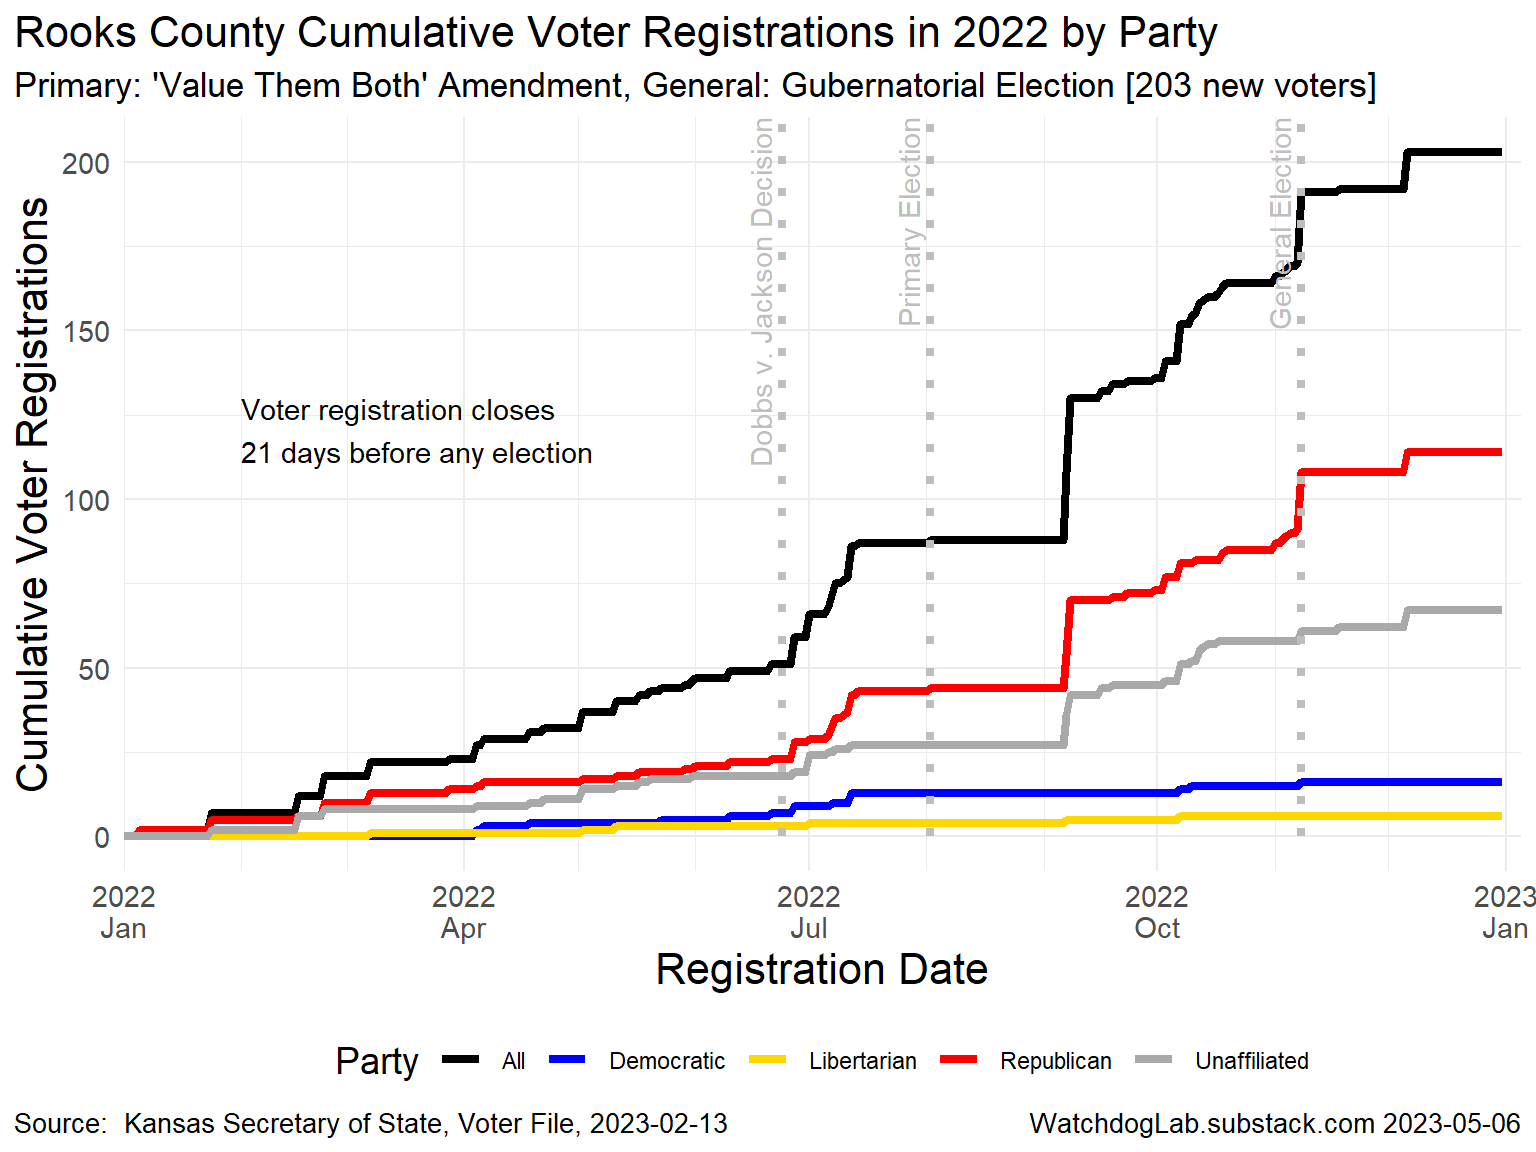 Rooks County Cumulative Voter Registrations in 2022 by Party
Primary: 'Value Them Both' Amendment, General: Gubernatorial Election [203 new voters]
Cumulative Voter Registrations
200
150
100
50
0
Dobbs v. Jackson Decision
Primary Election
General Election
Voter registration closes
21 days before any election
2022 2022 2022 2022 2023
Jan Apr Jul Oct Jan
Registration Date
Party All Democratic Libertarian Republican Unaffiliated
Source:  Kansas Secretary of State, Voter File, 2023-02-13
WatchdogLab.substack.com 2023-05-06